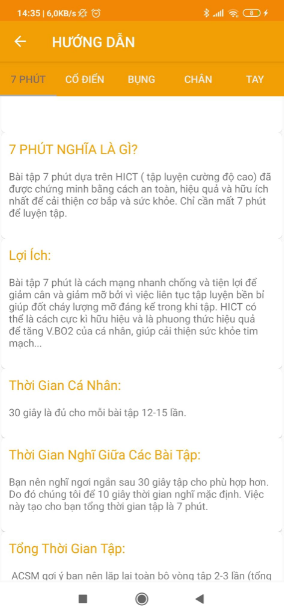 14:35 | 6,0KB/s
HƯỚNG DẪN
7 PHÚT CỔ ĐIỂN BỤNG CHÂN TAY
7 PHÚT NGHĨA LÀ GÌ?
Bài tập 7 phút dựa trên HICT ( tập luyện cường độ cao) đã
được chứng minh bằng cách an toàn, hiệu quả và hữu ích
nhất để cải thiện cơ bắp và sức khỏe. Chỉ cần mất 7 phút
để luyện tập.
Lợi Ích:
Bài tập 7 phút là cách mạng nhanh chống và tiện lợi để
giảm cân và giảm mỡ bởi vì việc liên tục tập luyện bền bỉ
giúp đốt cháy lượng mỡ đáng kể trong khi tập. HICT có
thể là cách cực kì hữu hiệu và là phuong thức hiệu quả
để tăng V.BO2 của cá nhân, giúp cải thiện sức khỏe tim
mạch...
Thời Gian Cá Nhân:
30 giây là đủ cho mỗi bài tập 12-15 lần.
Thời Gian Nghĩ Giữa Các Bài Tập:
Bạn nên nghĩ ngơi ngắn sau 30 giây tập cho phù hợp hơn.
Do đó chúng tôi để 10 giây thời gian nghĩ mặc định. Việc
này tạo cho bạn tổng thời gian tập là 7 phút.
Tổng Thời Gian Tập:
ACSM gợi ý bạn nên lặp lại toàn bộ vòng tập 2-3 lần (tổng